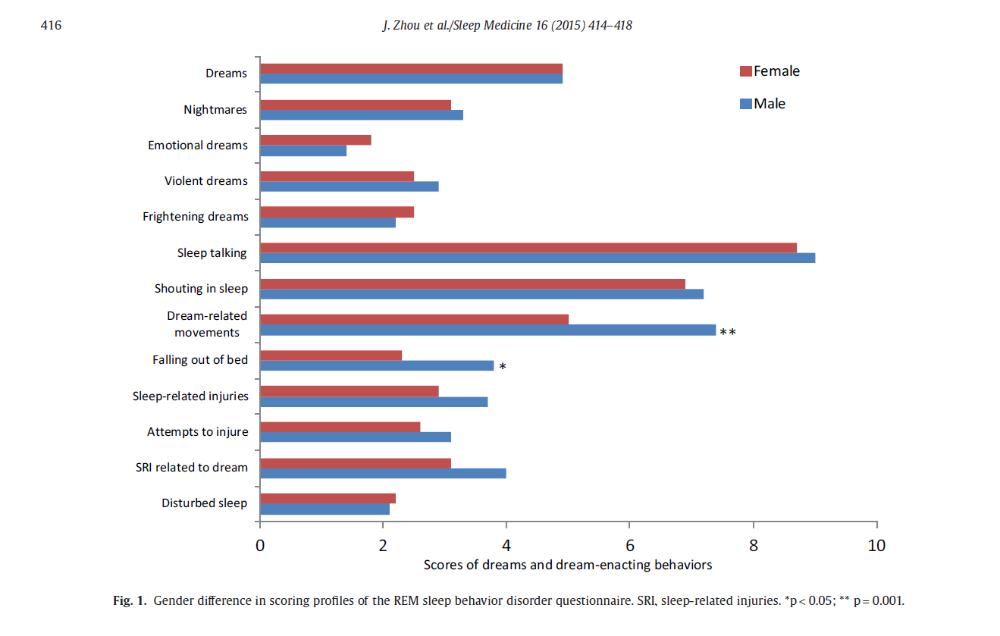 416
J. Zhou et al./Sleep Medicine 16 (2015) 414–418
Female
Male
Dreams
Nightmares
Emotional dreams
Violent dreams
Frightening dreams
Sleep talking
Shouting in sleep
Dream-related
movements
**
Falling out of bed
*
Sleep-related injuries
Attempts to injure
SRI related to dream
Disturbed sleep
0 2 4 6 8 10
Scores of dreams and dream-enacting behaviors
Fig. 1. Gender difference in scoring profiles of the REM sleep behavior disorder questionnaire. SRI, sleep-related injuries. *p < 0.05; ** p = 0.001.